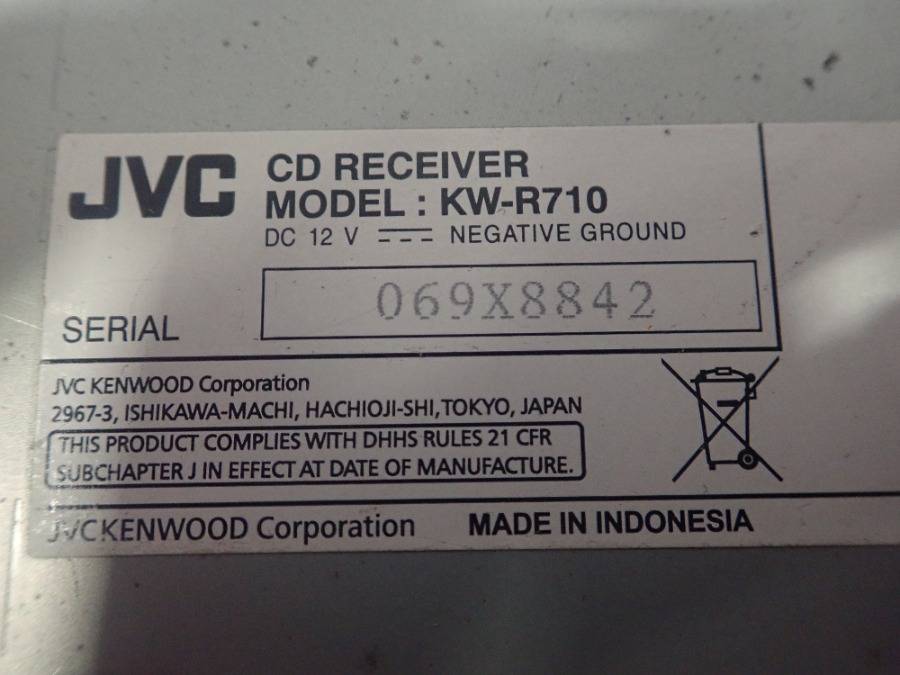 JVC
CD RECEIVER
MODEL : KW-R710
DC 12 V NEGATIVE GROUND
SERIAL
069X8842
JVC KENWOOD Corporation
2967-3, ISHIKAWA-MACHI, HACHIOJI-SHI, TOKYO, JAPAN
THIS PRODUCT COMPLIES WITH DHHS RULES 21 CFR
SUBCHAPTER J IN EFFECT AT DATE OF MANUFACTURE.
JVCKENWOOD Corporation
MADE IN INDONESIA